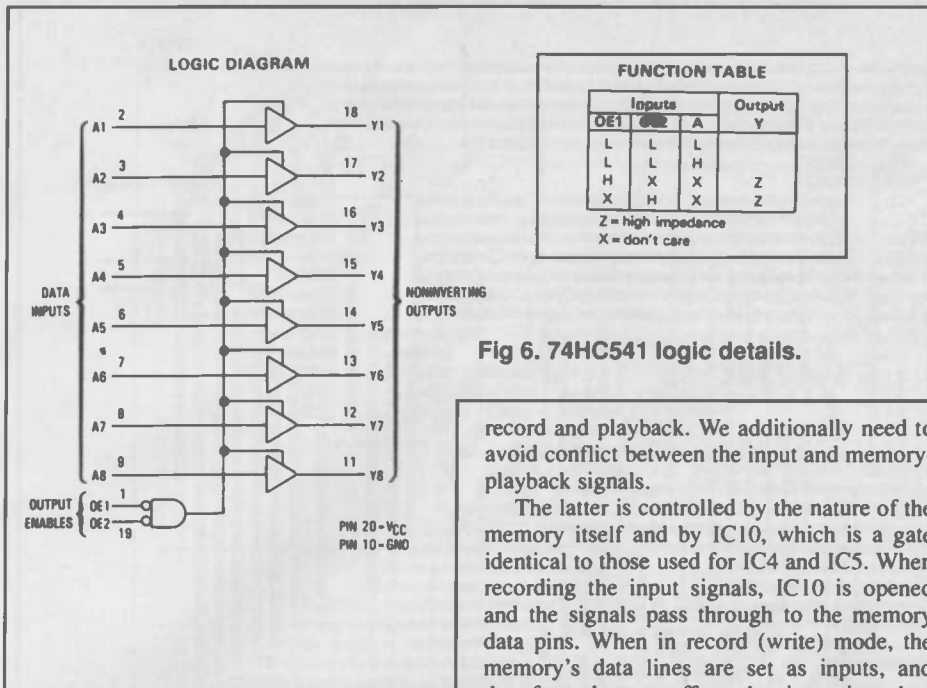 LOGIC DIAGRAM
A1 2 18 Y1
A2 3 17 Y2
A3 4 16 Y3
A4 5 15 Y4
A5 6 14 Y5
A6 7 13 Y6
A7 8 12 Y7
A8 9 11 Y8
DATA
INPUTS
NONINVERTING
OUTPUTS
OUTPUT
ENABLES
1
OE1
OE2
19
PIN 20-VCC
PIN 10-GND
FUNCTION TABLE
Inputs Output
OE1 A Y
L L L
L L H
H X X Z
X H X Z
Z = high impedance
X = don't care
Fig 6. 74HC541 logic details.
record and playback. We additionally need to
avoid conflict between the input and memory
playback signals.
The latter is controlled by the nature of the
memory itself and by IC10, which is a gate
identical to those used for IC4 and IC5. When
recording the input signals, IC10 is opened
and the signals pass through to the memory
data pins. When in record (write) mode, the
memory's data lines are set as inputs, and